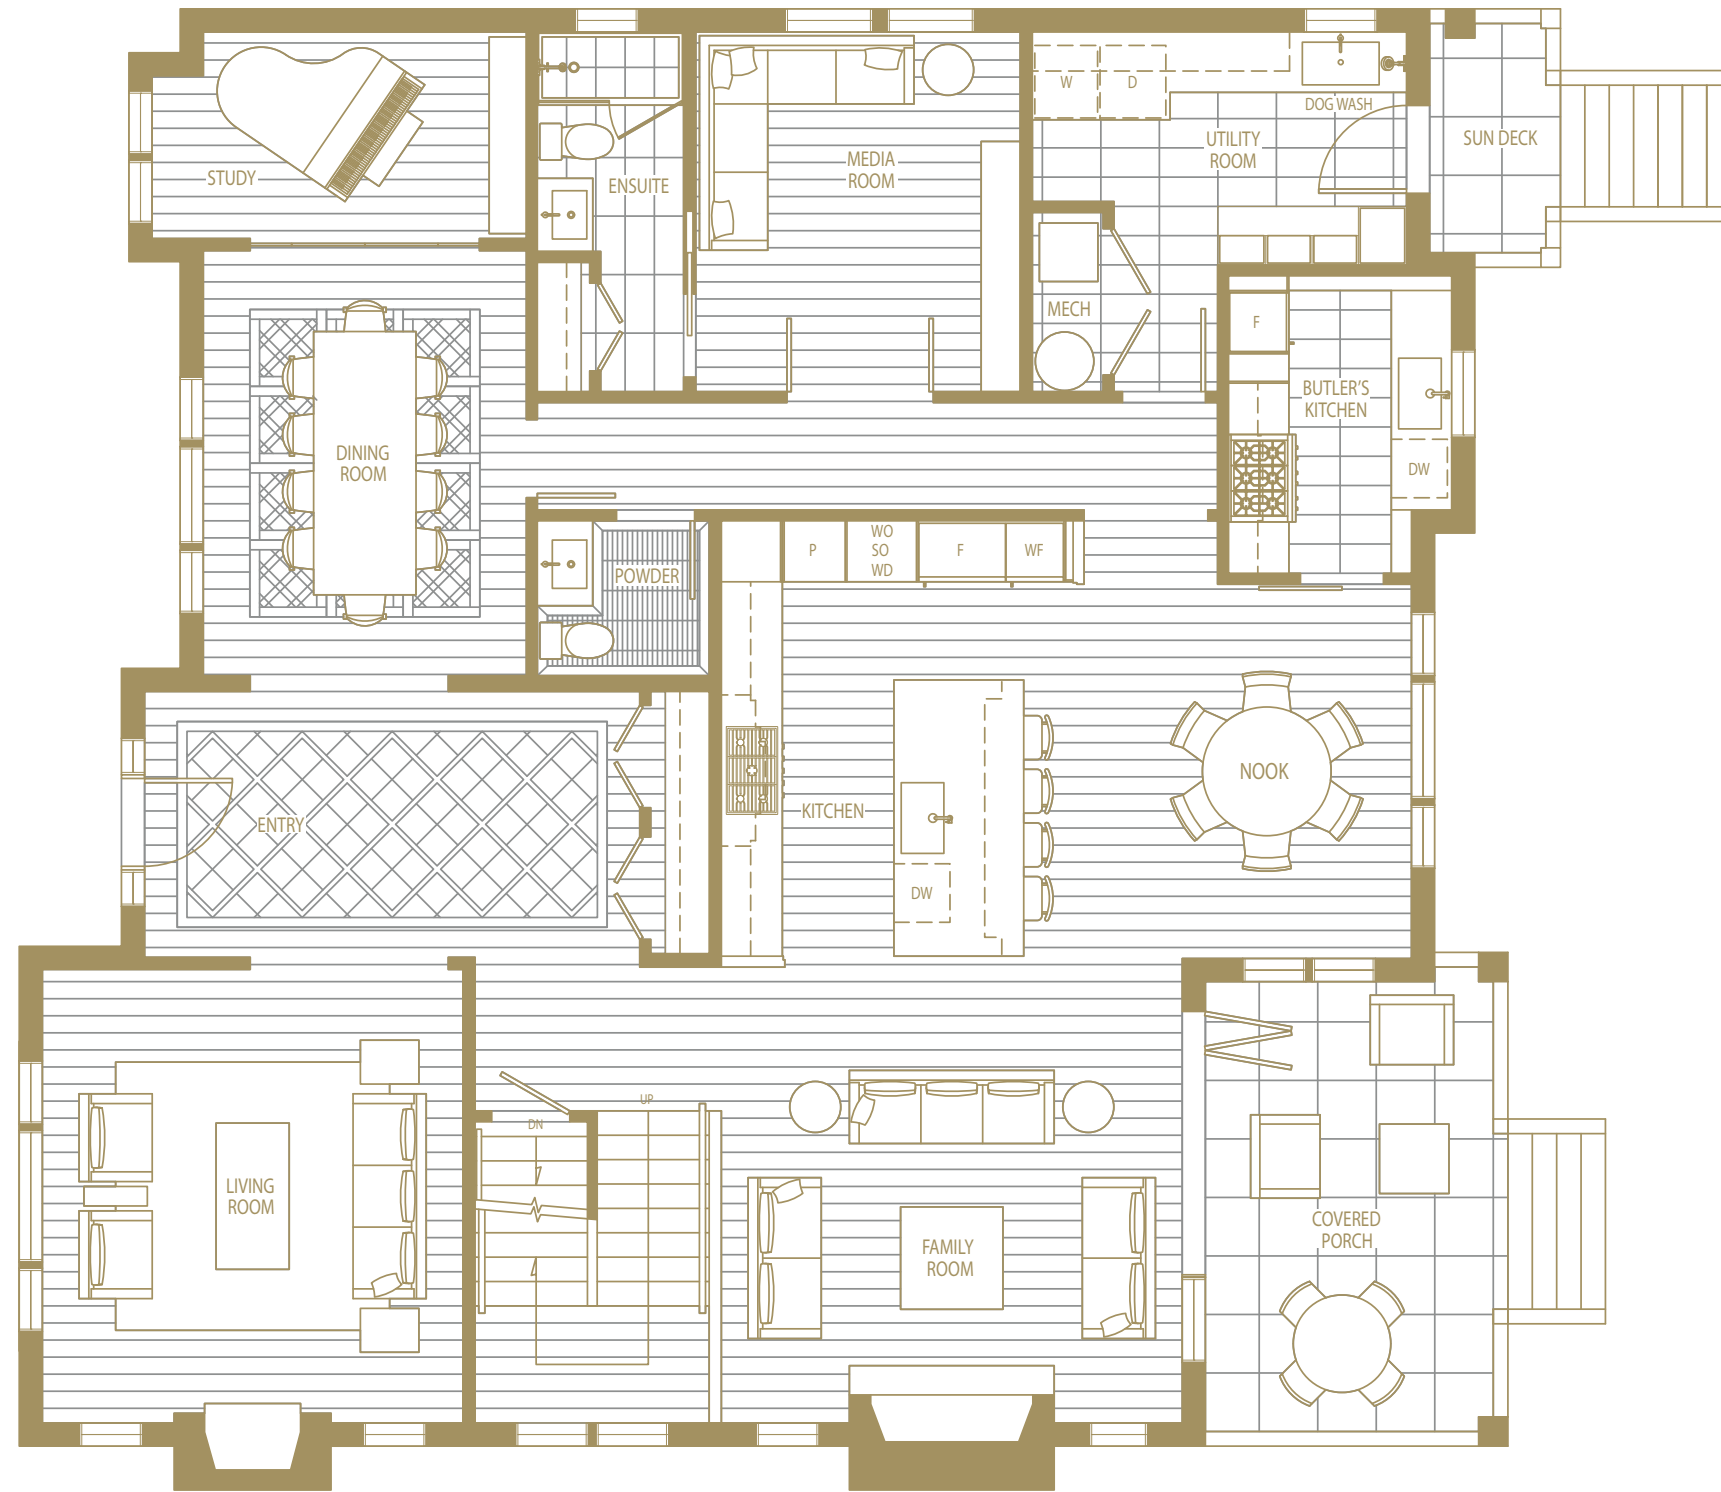 W
D
DOG WASH
UTILITY
ROOM
SUN DECK
MEDIA
ROOM
STUDY
ENSUITE
MECH
F
BUTLER'S
KITCHEN
DW
DINING
ROOM
P
WO
SO
WD
F
WF
POWDER
NOOK
KITCHEN
ENTRY
DW
UP
DN
LIVING
ROOM
FAMILY
ROOM
COVERED
PORCH